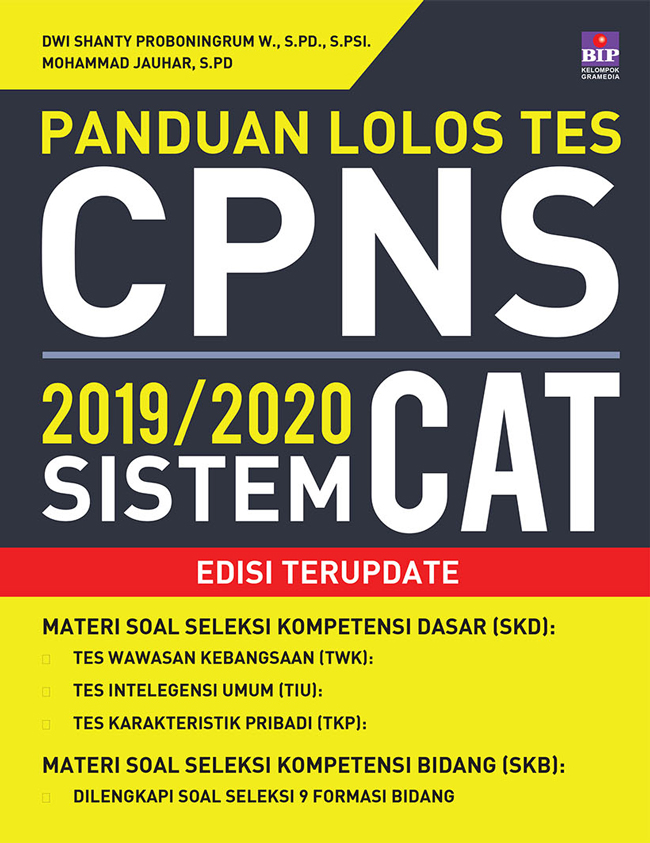 DWI SHANTY PROBONINGRUM W., S.PD., S.PSI.
MOHAMMAD JAUHAR, S.PD
BIP
KELOMPOK
GRAMEDIA
PANDUAN LOLOS TES
CPNS
2019/2020
SISTEM CAT
EDISI TERUPDATE
MATERI SOAL SELEKSI KOMPETENSI DASAR (SKD):
TES WAWASAN KEBANGSAAN (TWK):
TES INTELEGENSI UMUM (TIU):
TES KARAKTERISTIK PRIBADI (TKP):
MATERI SOAL SELEKSI KOMPETENSI BIDANG (SKB):
DILENGKAPI SOAL SELEKSI 9 FORMASI BIDANG